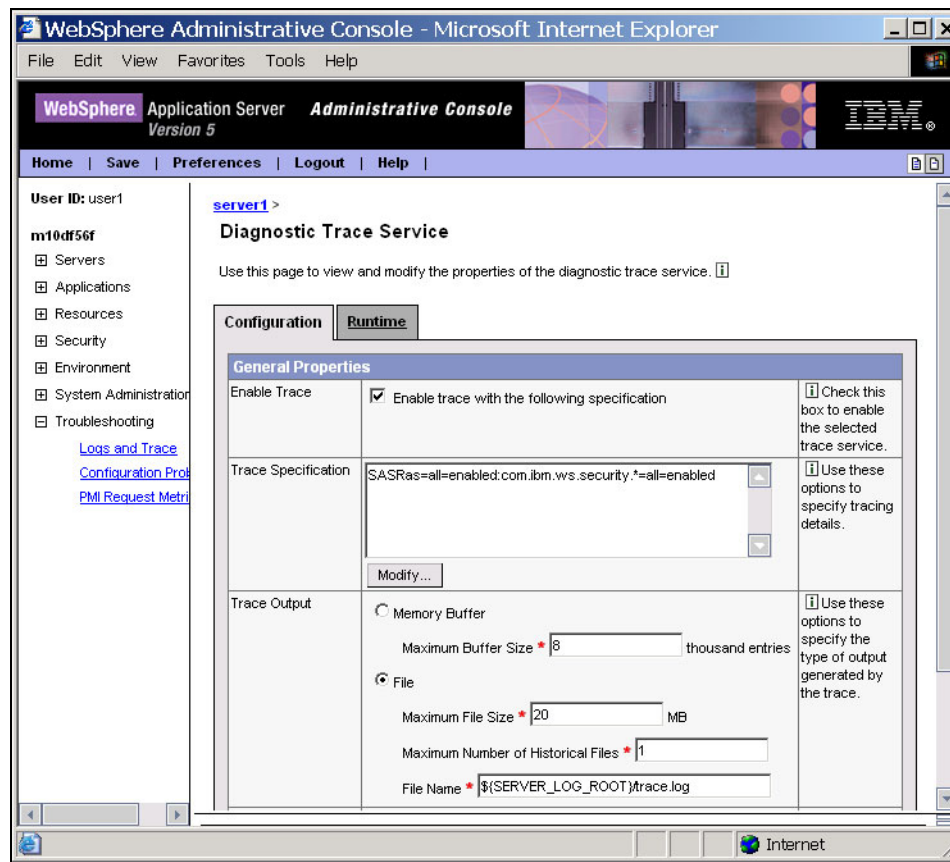 WebSphere Administrative Console - Microsoft Internet Explorer
File Edit View Favorites Tools Help
WebSphere Application Server Administrative Console
Version 5
IBM®
Home | Save | Preferences | Logout | Help |
User ID: user1
m10df56f
Servers
Applications
Resources
Security
Environment
System Administration
Troubleshooting
Logs and Trace
Configuration Prob
PMI Request Metri
server1 >
Diagnostic Trace Service
Use this page to view and modify the properties of the diagnostic trace service. i
Configuration Runtime
General Properties
Enable Trace
Enable trace with the following specification
i Check this
box to enable
the selected
trace service.
Trace Specification
SASRas=all=enabled:com.ibm.ws.security.*=all=enabled
Modify...
i Use these
options to
specify tracing
details.
Trace Output
Memory Buffer
Maximum Buffer Size * 8 thousand entries
File
Maximum File Size * 20 MB
Maximum Number of Historical Files * 1
File Name * ${SERVER_LOG_ROOT}/trace.log
i Use these
options to
specify the
type of output
generated by
the trace.
Internet